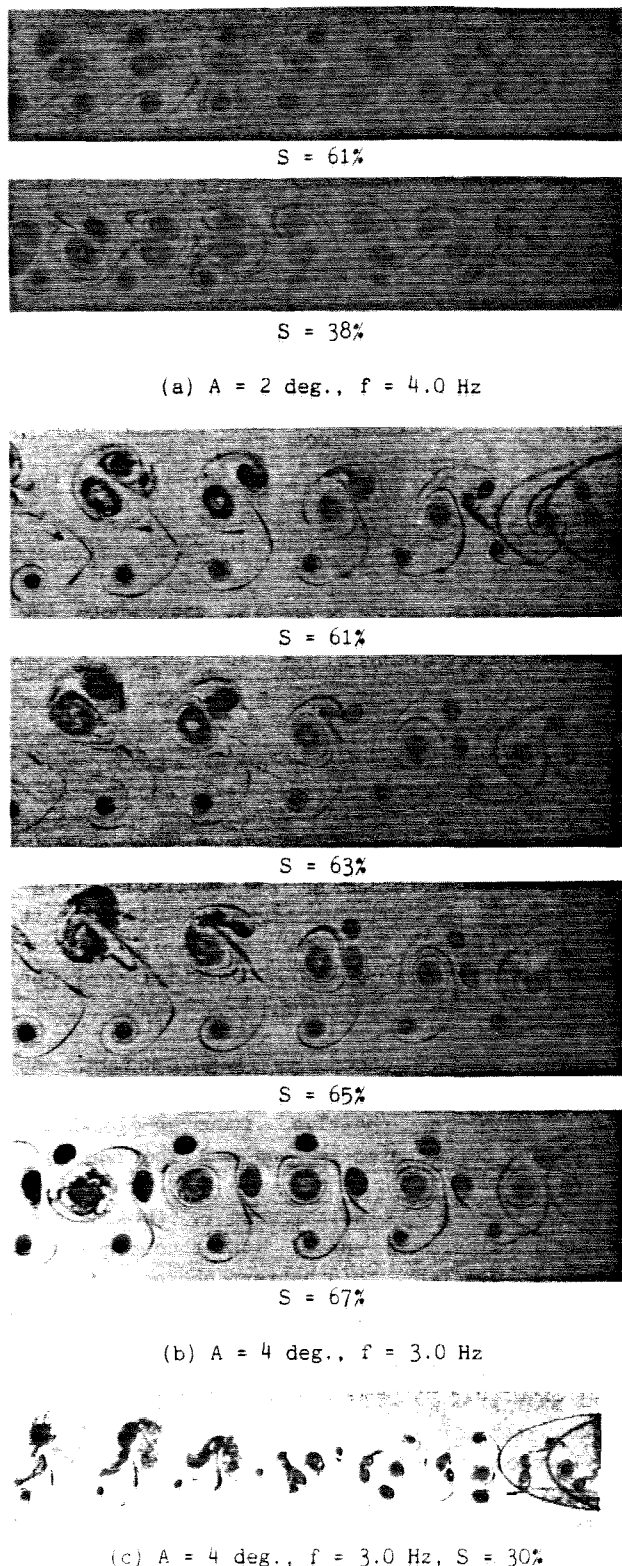 S = 61%
S = 38%
(a) A = 2 deg., f = 4.0 Hz
S = 61%
S = 63%
S = 65%
S = 67%
(b) A = 4 deg., f = 3.0 Hz
(c) A = 4 deg., f = 3.0 Hz, S = 30%